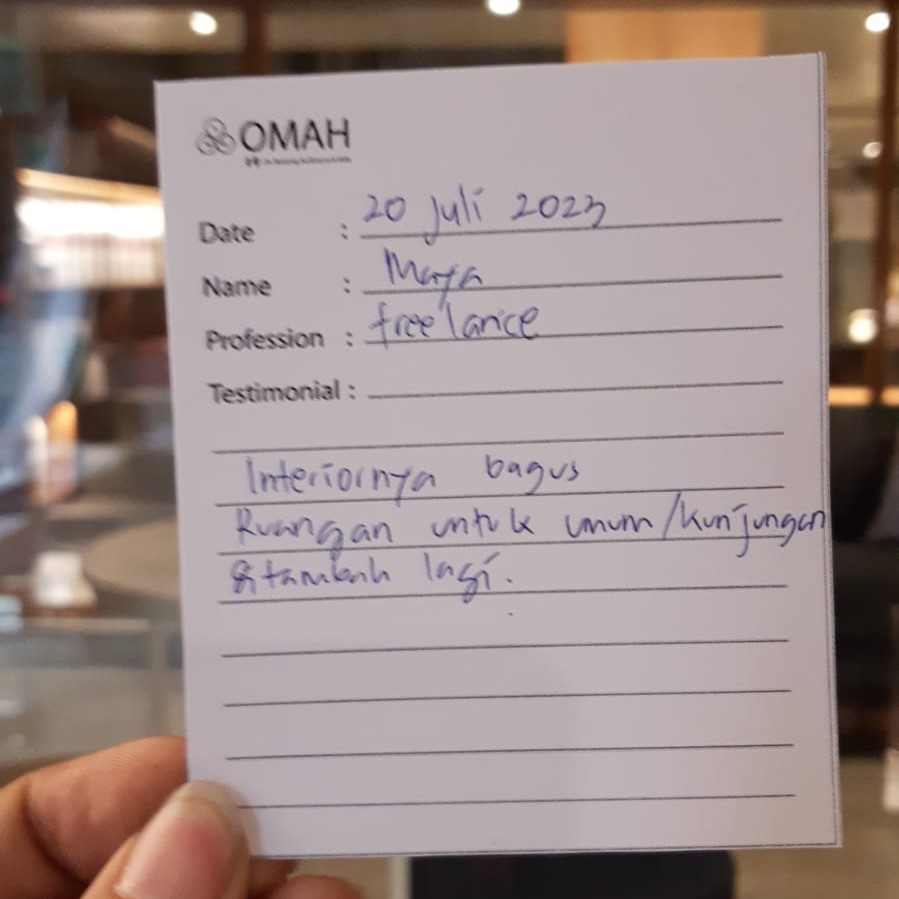 OMAH
Date : 20 Juli 2023
Name : Maya
Profession : freelance
Testimonial :
Interiornya bagus
Ruangan untuk umum/kunjungan
ditambah lagi.